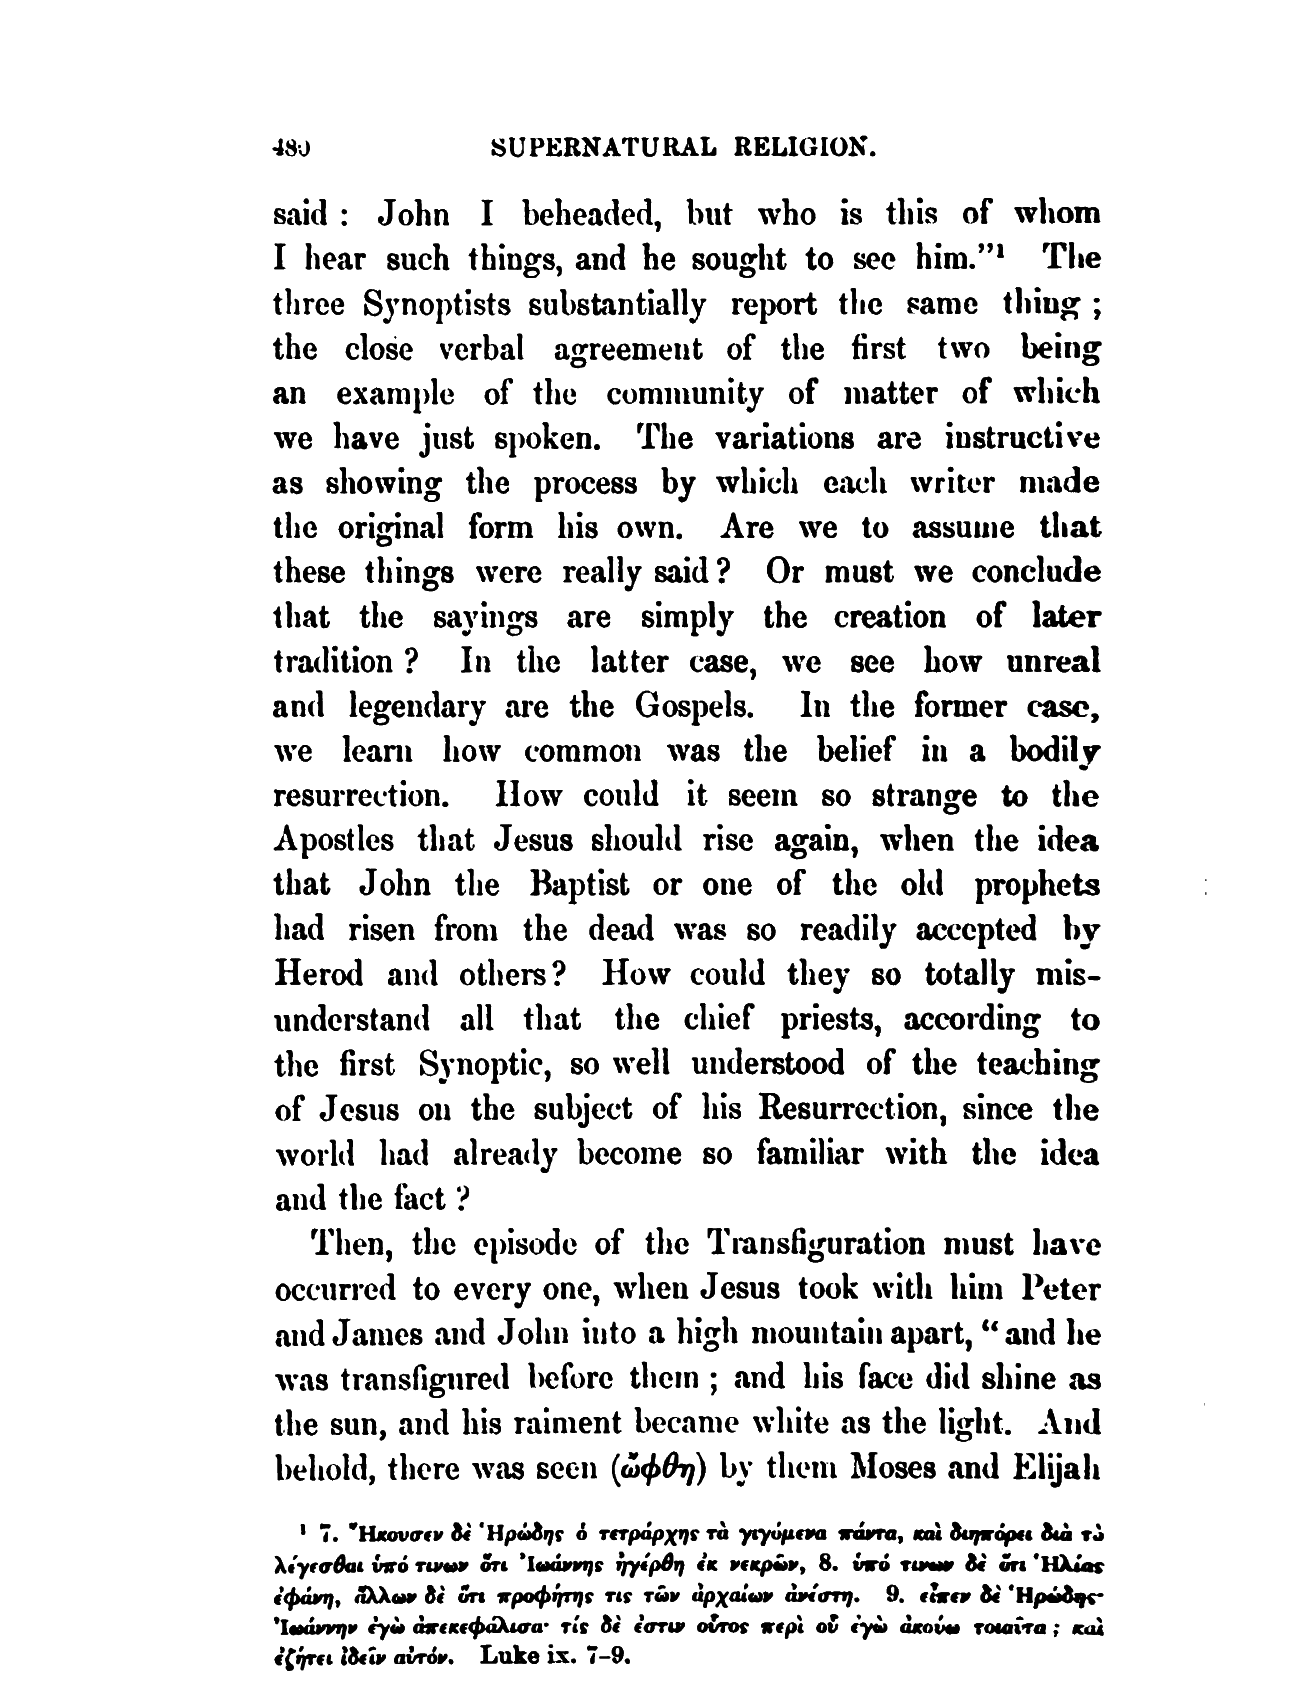 480 SUPERNATURAL RELIGION.
said : John I beheaded, but who is this of whom
I hear such things, and he sought to see him.”¹ The
three Synoptists substantially report the same thing ;
the close verbal agreement of the first two being
an example of the community of matter of which
we have just spoken. The variations are instructive
as showing the process by which each writer made
the original form his own. Are we to assume that
these things were really said ? Or must we conclude
that the sayings are simply the creation of later
tradition ? In the latter case, we see how unreal
and legendary are the Gospels. In the former case,
we learn how common was the belief in a bodily
resurrection. How could it seem so strange to the
Apostles that Jesus should rise again, when the idea
that John the Baptist or one of the old prophets
had risen from the dead was so readily accepted by
Herod and others? How could they so totally mis-
understand all that the chief priests, according to
the first Synoptic, so well understood of the teaching
of Jesus on the subject of his Resurrection, since the
world had already become so familiar with the idea
and the fact ?
Then, the episode of the Transfiguration must have
occurred to every one, when Jesus took with him Peter
and James and John into a high mountain apart, “and he
was transfigured before them ; and his face did shine as
the sun, and his raiment became white as the light. And
behold, there was seen (ὤφθη) by them Moses and Elijah
¹ 7. Ἤκουσεν δὲ Ἡρώδης ὁ τετράρχης τὰ γιγόμενα πάντα, καὶ διηπόρει διὰ τὸ
λέγεσθαι ὑπό τινων ὅτι Ἰωάννης ἠγέρθη ἐκ νεκρῶν, 8. ὑπό τινων δὲ ὅτι Ἡλίας
ἐφάνη, ἄλλων δὲ ὅτι προφήτης τις τῶν ἀρχαίων ἀνέστη. 9. εἶπεν δὲ Ἡρώδης·
Ἰωάννην ἐγὼ ἀπεκεφάλισα· τίς δέ ἐστιν οὗτος περὶ οὗ ἐγὼ ἀκούω τοιαῦτα ; καὶ
ἐζήτει ἰδεῖν αὐτόν. Luke ix. 7–9.